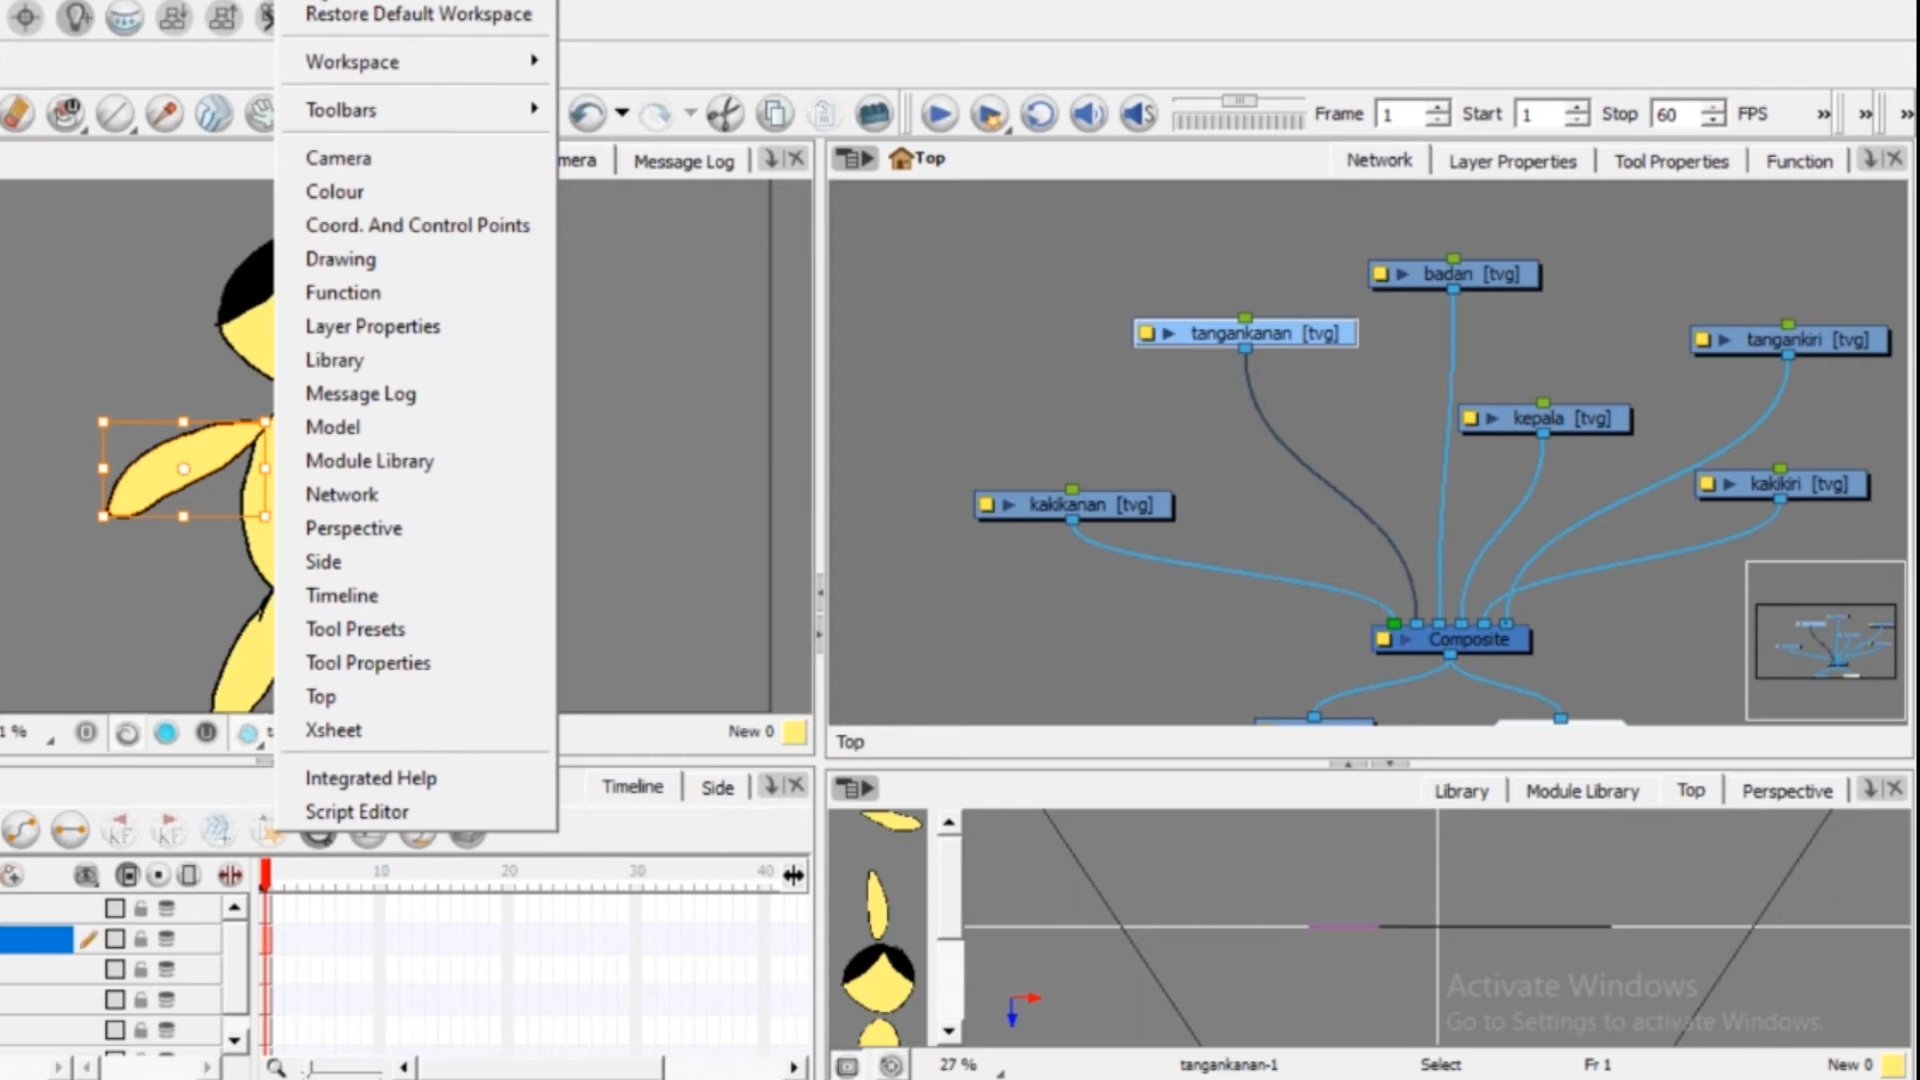 Restore Default Workspace
Workspace
Toolbars
Camera
Colour
Coord. And Control Points
Drawing
Function
Layer Properties
Library
Message Log
Model
Module Library
Network
Perspective
Side
Timeline
Tool Presets
Tool Properties
Top
Xsheet
Integrated Help
Script Editor
Frame 1 Start 1 Stop 60 FPS
mera Message Log
Top Network Layer Properties Tool Properties Function
badan [tvg]
tangankanan [tvg]
tangankiri [tvg]
kepala [tvg]
kakikiri [tvg]
kakikanan [tvg]
Composite
1 %
New 0
Top
Timeline Side
Library Module Library Top Perspective
KF KF
10 20 30 40
Activate Windows
Go to Settings to activate Windows.
27 % tangankanan-1 Select Fr 1 New 0